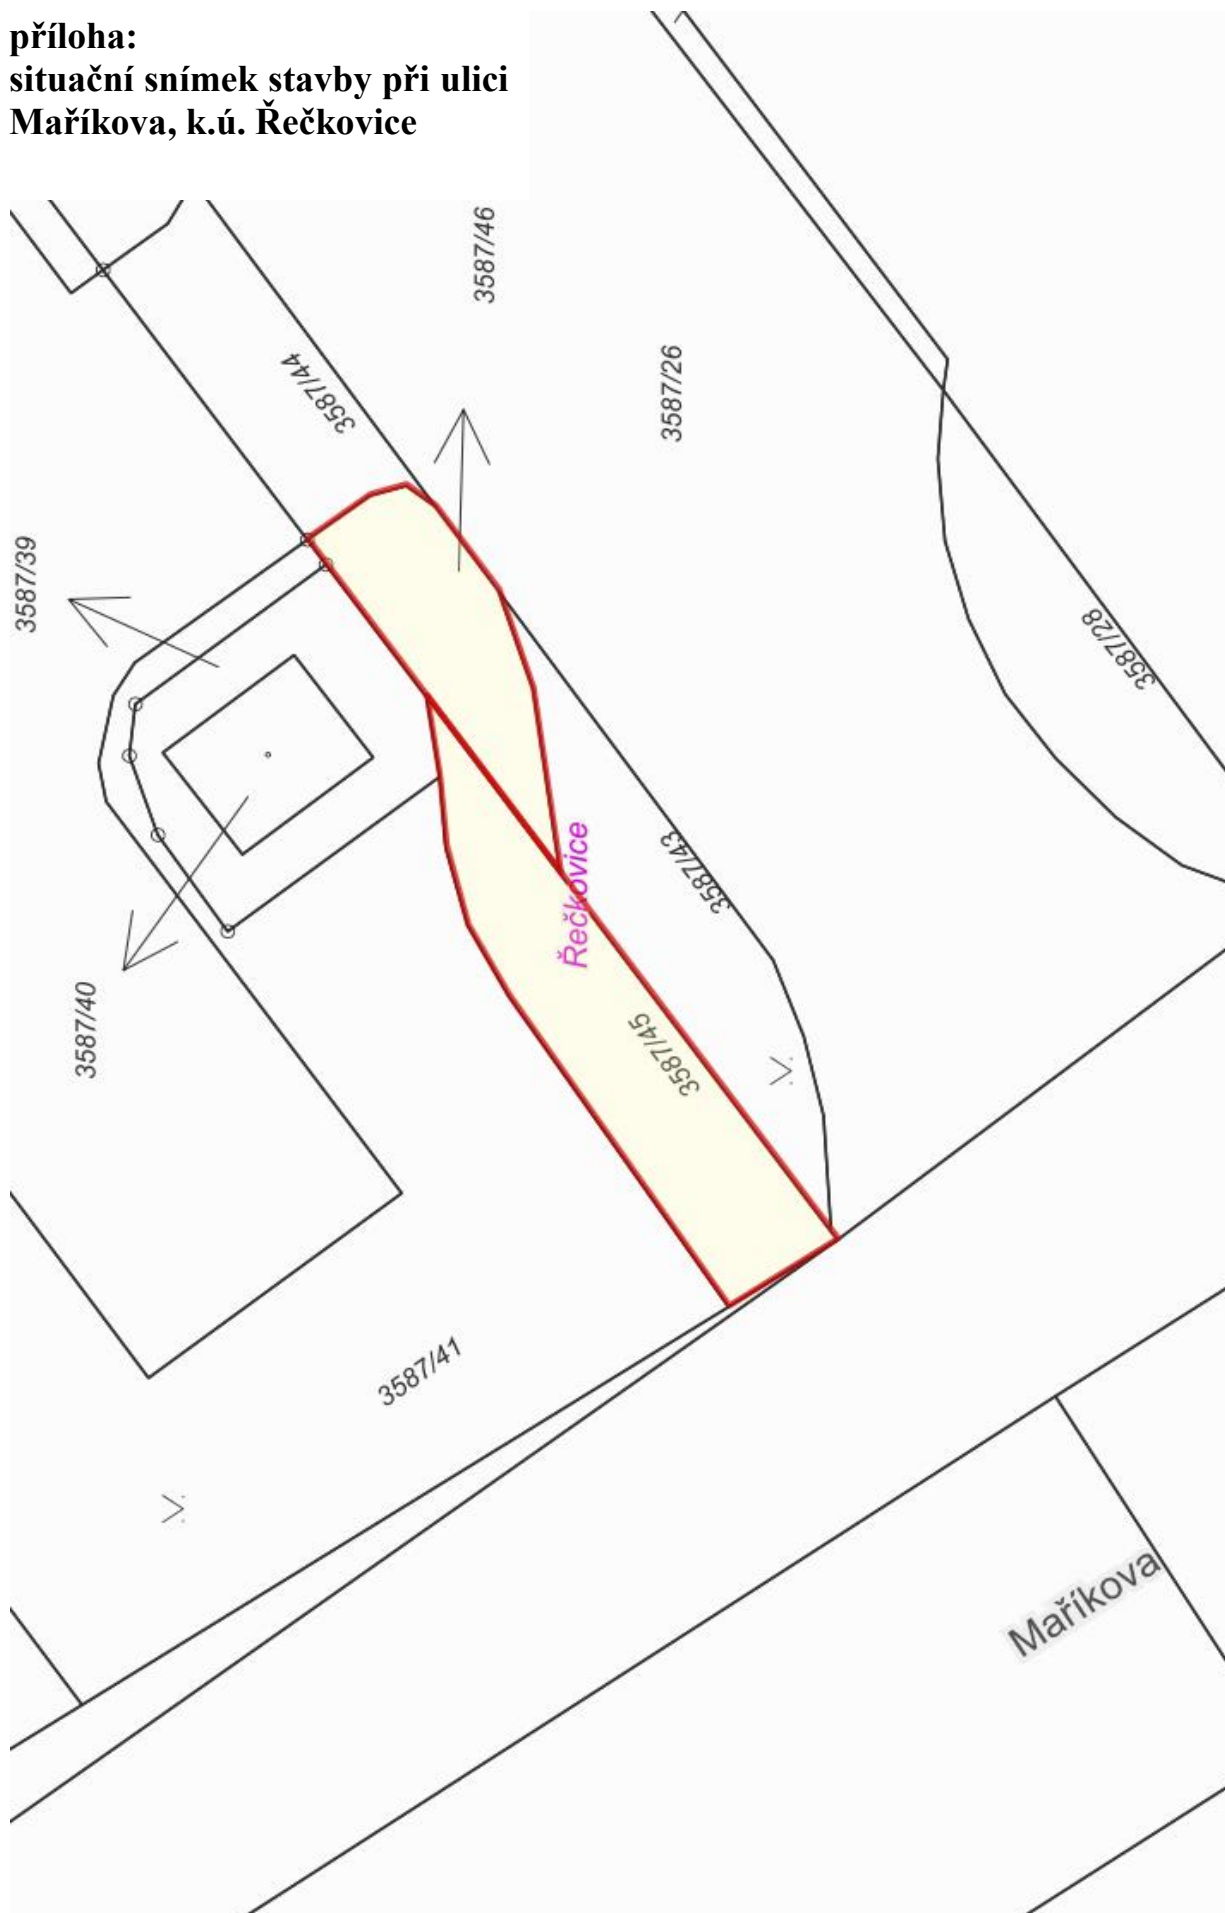 příloha:
situační snímek stavby při ulici
Maříkova, k.ú. Řečkovice
3587/46
3587/44
3587/26
3587/39
3587/28
Řečkovice
3587/43
3587/40
3587/45
3587/41
Maříkova